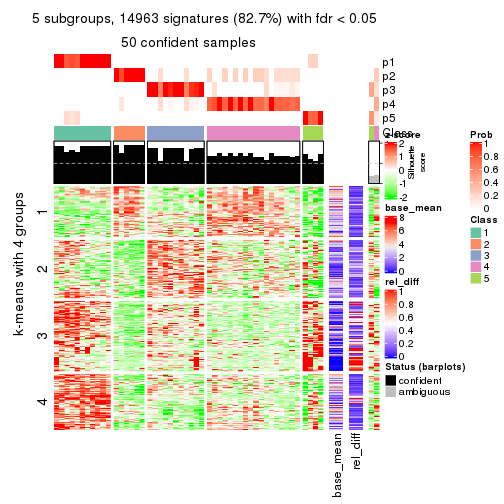 5 subgroups, 14963 signatures (82.7%) with fdr < 0.05
50 confident samples
p1
p2
p3
p4
p5
Class
z-score
2
1
0
-1
-2
Silhouette
score
Prob
1
0.8
0.6
0.4
0.2
0
Class
1
2
3
4
5
base_mean
8
6
4
2
0
rel_diff
1
0.8
0.6
0.4
0.2
0
Status (barplots)
confident
ambiguous
k-means with 4 groups
1
2
3
4
base_mean
rel_diff